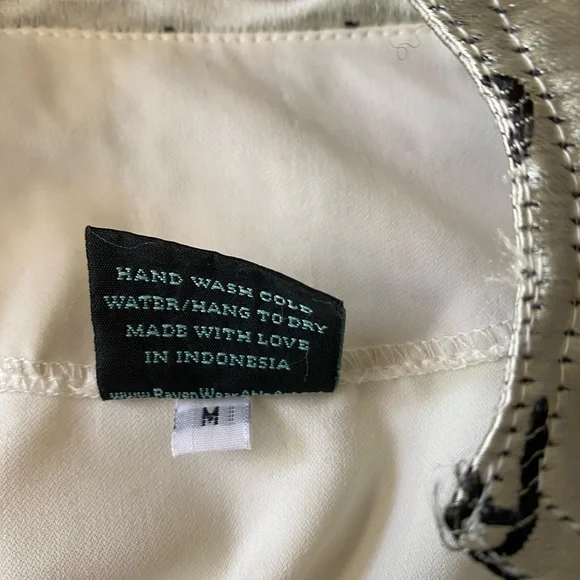 HAND WASH COLD
WATER/HANG TO DRY
MADE WITH LOVE
IN INDONESIA
M